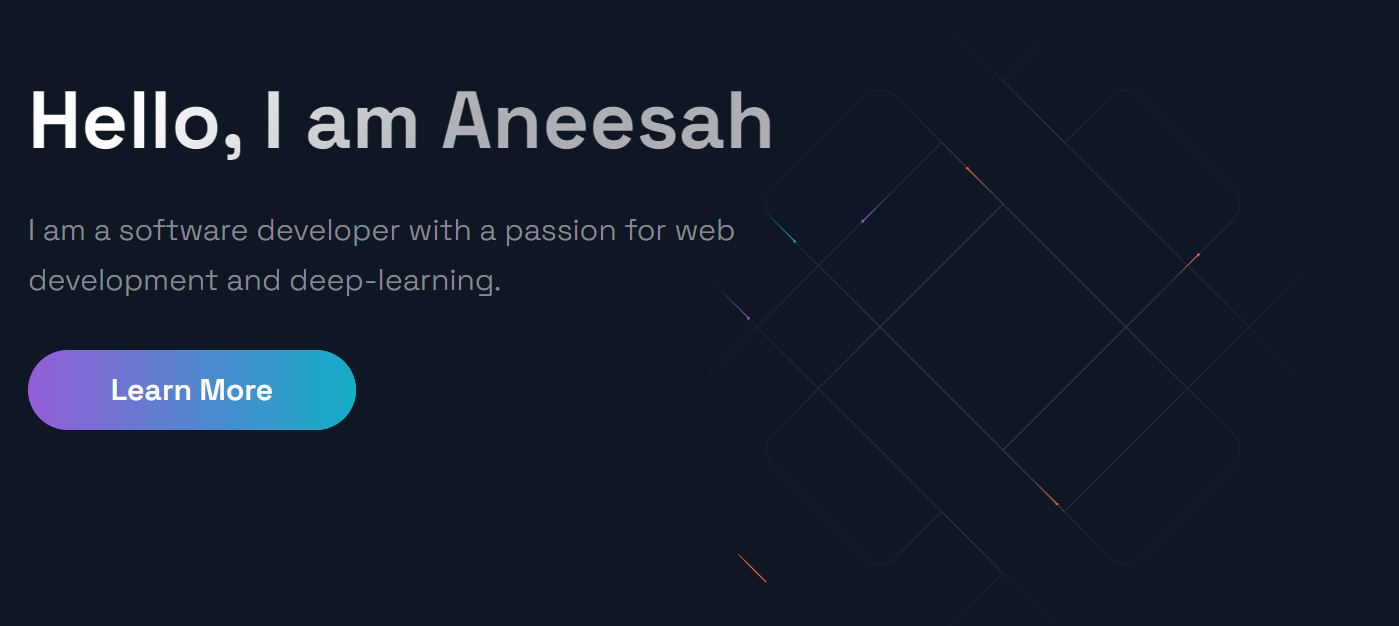 Hello, I am Aneesah
I am a software developer with a passion for web
development and deep-learning.
Learn More